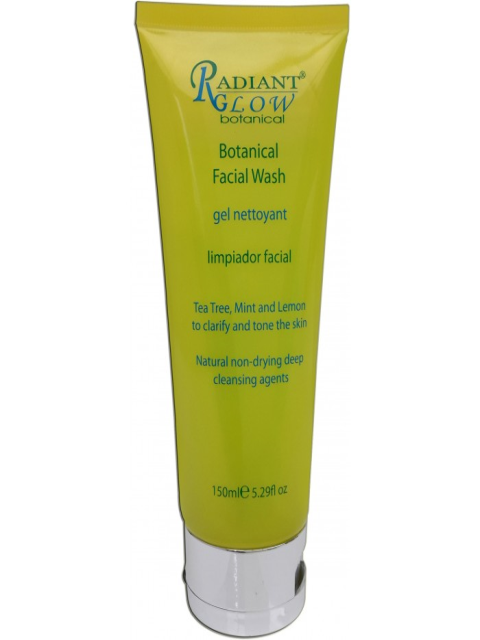 RADIANT®
GLOW
botanical
Botanical
Facial Wash
gel nettoyant
limpiador facial
Tea Tree, Mint and Lemon
to clarify and tone the skin
Natural non-drying deep
cleansing agents
150ml℮ 5.29fl oz